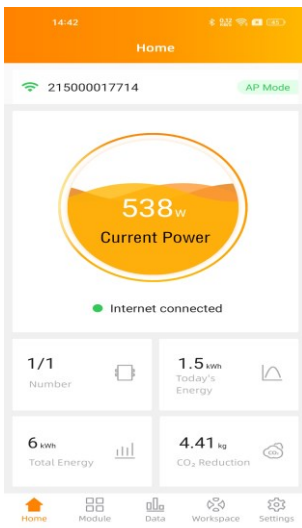 14:42
Home
215000017714
AP Mode
538w
Current Power
Internet connected
1/1
Number
1.5 kWh
Today's
Energy
6 kWh
Total Energy
4.41 kg
CO₂ Reduction
Home Module Data Workspace Settings